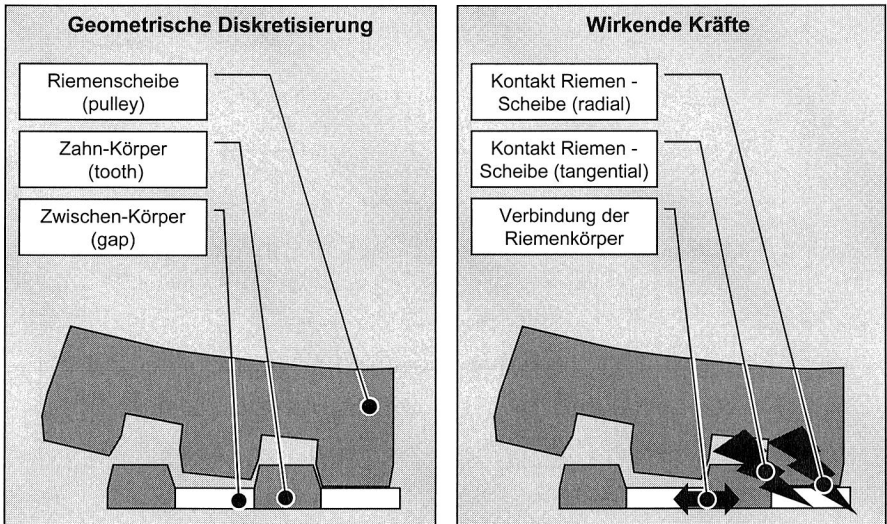 Geometrische Diskretisierung
Riemenscheibe
(pulley)
Zahn-Körper
(tooth)
Zwischen-Körper
(gap)
Wirkende Kräfte
Kontakt Riemen -
Scheibe (radial)
Kontakt Riemen -
Scheibe (tangential)
Verbindung der
Riemenkörper